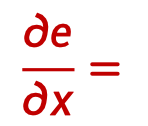 ∂e
∂x =